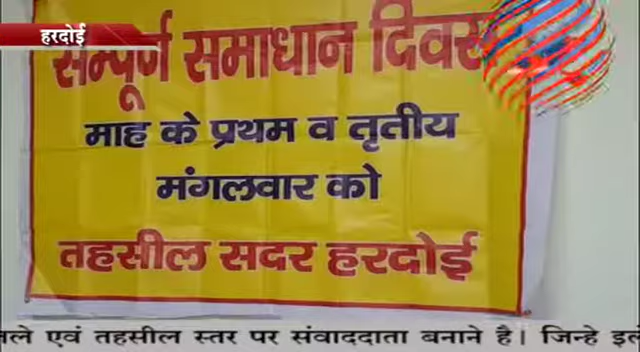 हरदोई
सम्पूर्ण समाधान दिवस
माह के प्रथम व तृतीय
मंगलवार को
तहसील सदर हरदोई
एवं तहसील स्तर पर संवाददाता बनाने है। जिन्हे